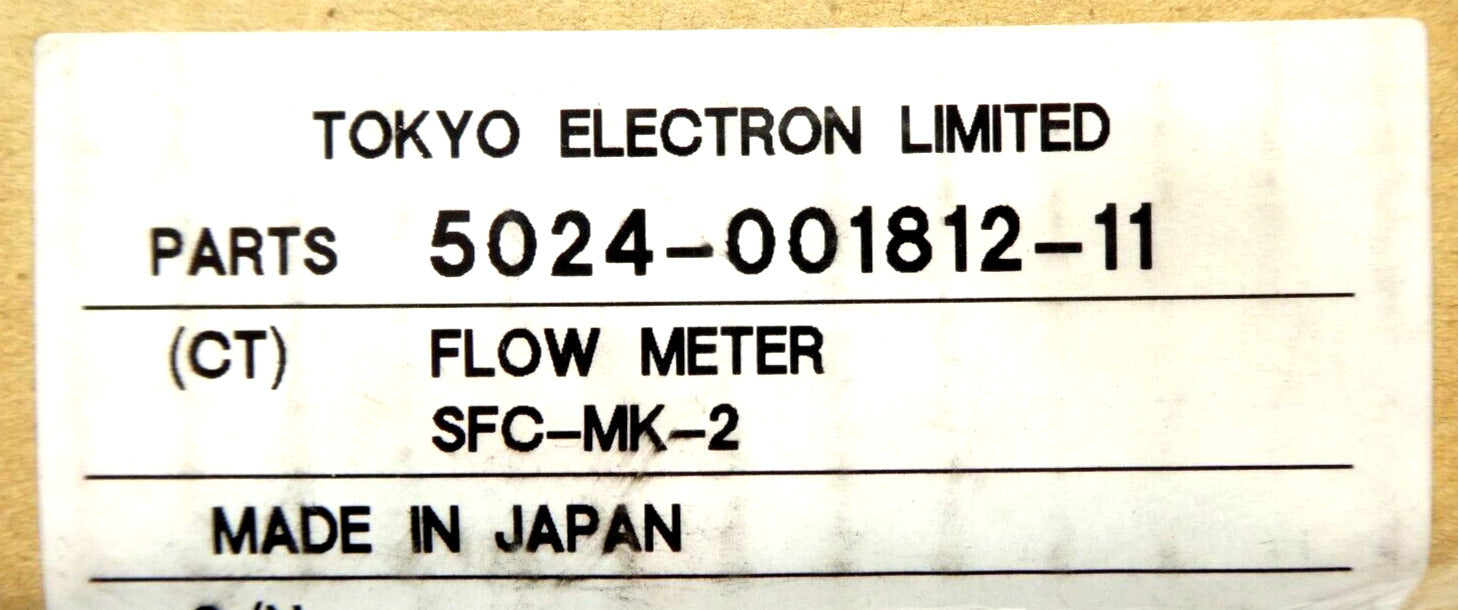 TOKYO ELECTRON LIMITED
PARTS 5024-001812-11
(CT) FLOW METER
SFC-MK-2
MADE IN JAPAN